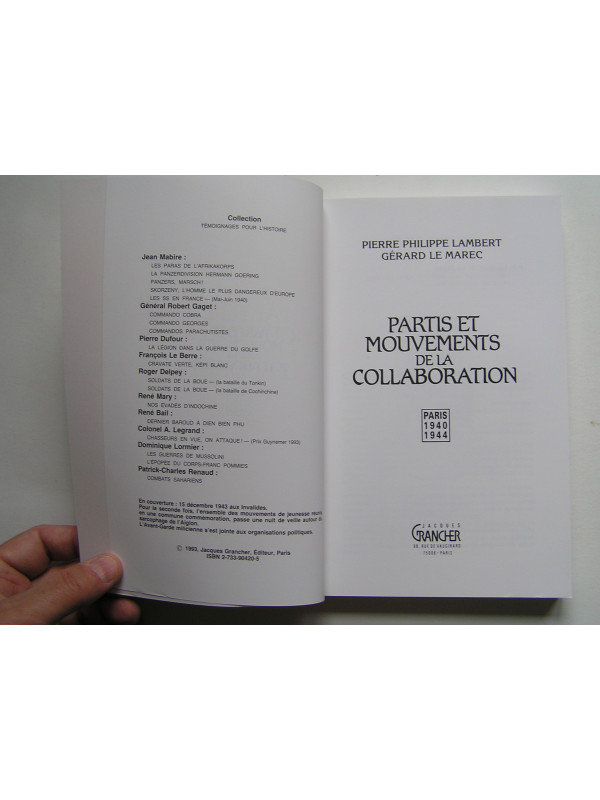 Collection
TÉMOIGNAGES POUR L'HISTOIRE
Jean Mabire :
LES PARAS DE L'AFRIKAKORPS
LA PANZERDIVISION HERMANN GOERING
PANZERS, MARSCH !
SKORZENY, L'HOMME LE PLUS DANGEREUX D'EUROPE
LES SS EN FRANCE — (Mai-Juin 1940)
Général Robert Gaget :
COMMANDO COBRA
COMMANDO GEORGES
COMMANDOS PARACHUTISTES
Pierre Dufour :
LA LÉGION DANS LA GUERRE DU GOLFE
François Le Berre :
CRAVATE VERTE, KEPI BLANC
Roger Delpey :
SOLDATS DE LA BOUE — (la bataille du Tonkin)
SOLDATS DE LA BOUE — (la bataille de Cochinchine)
René Mary :
NOS ÉVADÉS D'INDOCHINE
René Bail :
DERNIER BAROUD À DIEN BIEN PHU
Colonel A. Legrand :
CHASSEURS EN VUE, ON ATTAQUE ! — (Prix Guynemer
Dominique Lormier :
LES GUERRES DE MUSSOLINI
L'ÉPOPÉE DU CORPS-FRANC POMMIES
Patrick-Charles Renaud :
COMBATS SAHARIENS
En couverture : 15 décembre 1943 aux Invalides.
Pour la seconde fois, l'ensemble des mouvements de jeunesse
en une commune commémoration, passe une nuit de veille autour
sarcophage de l'Aiglon.
L'Avant-Garde milicienne s'est jointe aux organisations politiques.
© 1993, Jacques Grancher, Éditeur, Paris
ISBN 2-733-90420-5
PIERRE PHILIPPE LAMBERT
GÉRARD LE MAREC
PARTIS ET
MOUVEMENTS
DE LA
COLLABORATION
PARIS
1940
1944
JACQUES
GRANCHER
98, RUE DE VAUGIRARD
75006 - PARIS